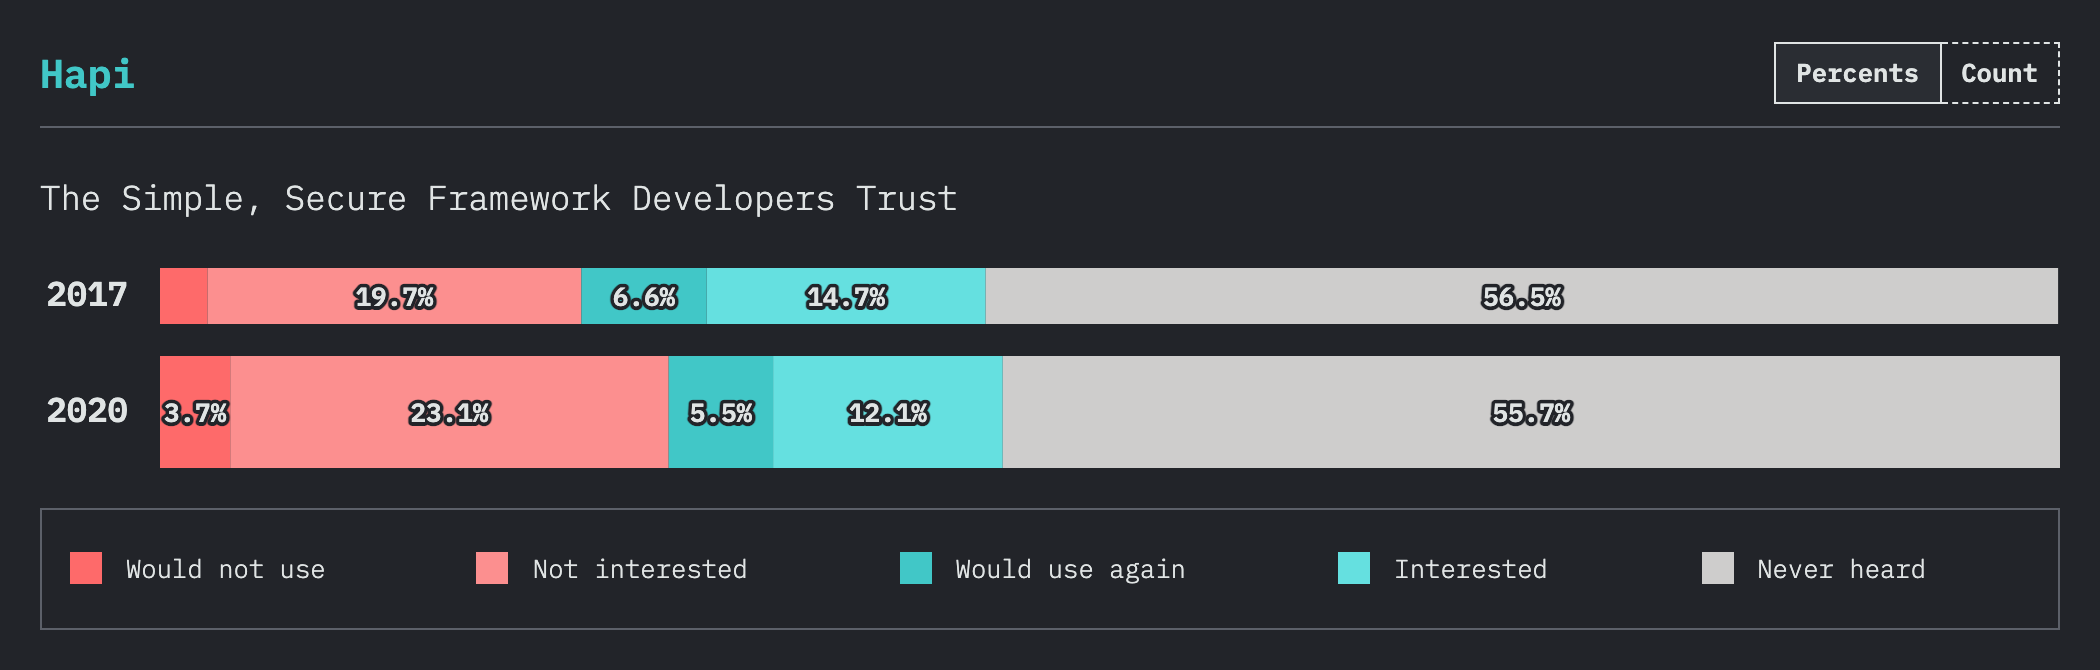 Hapi
Percents Count
The Simple, Secure Framework Developers Trust
2017 19.7% 6.6% 14.7% 56.5%
2020 3.7% 23.1% 5.5% 12.1% 55.7%
Would not use Not interested Would use again Interested Never heard